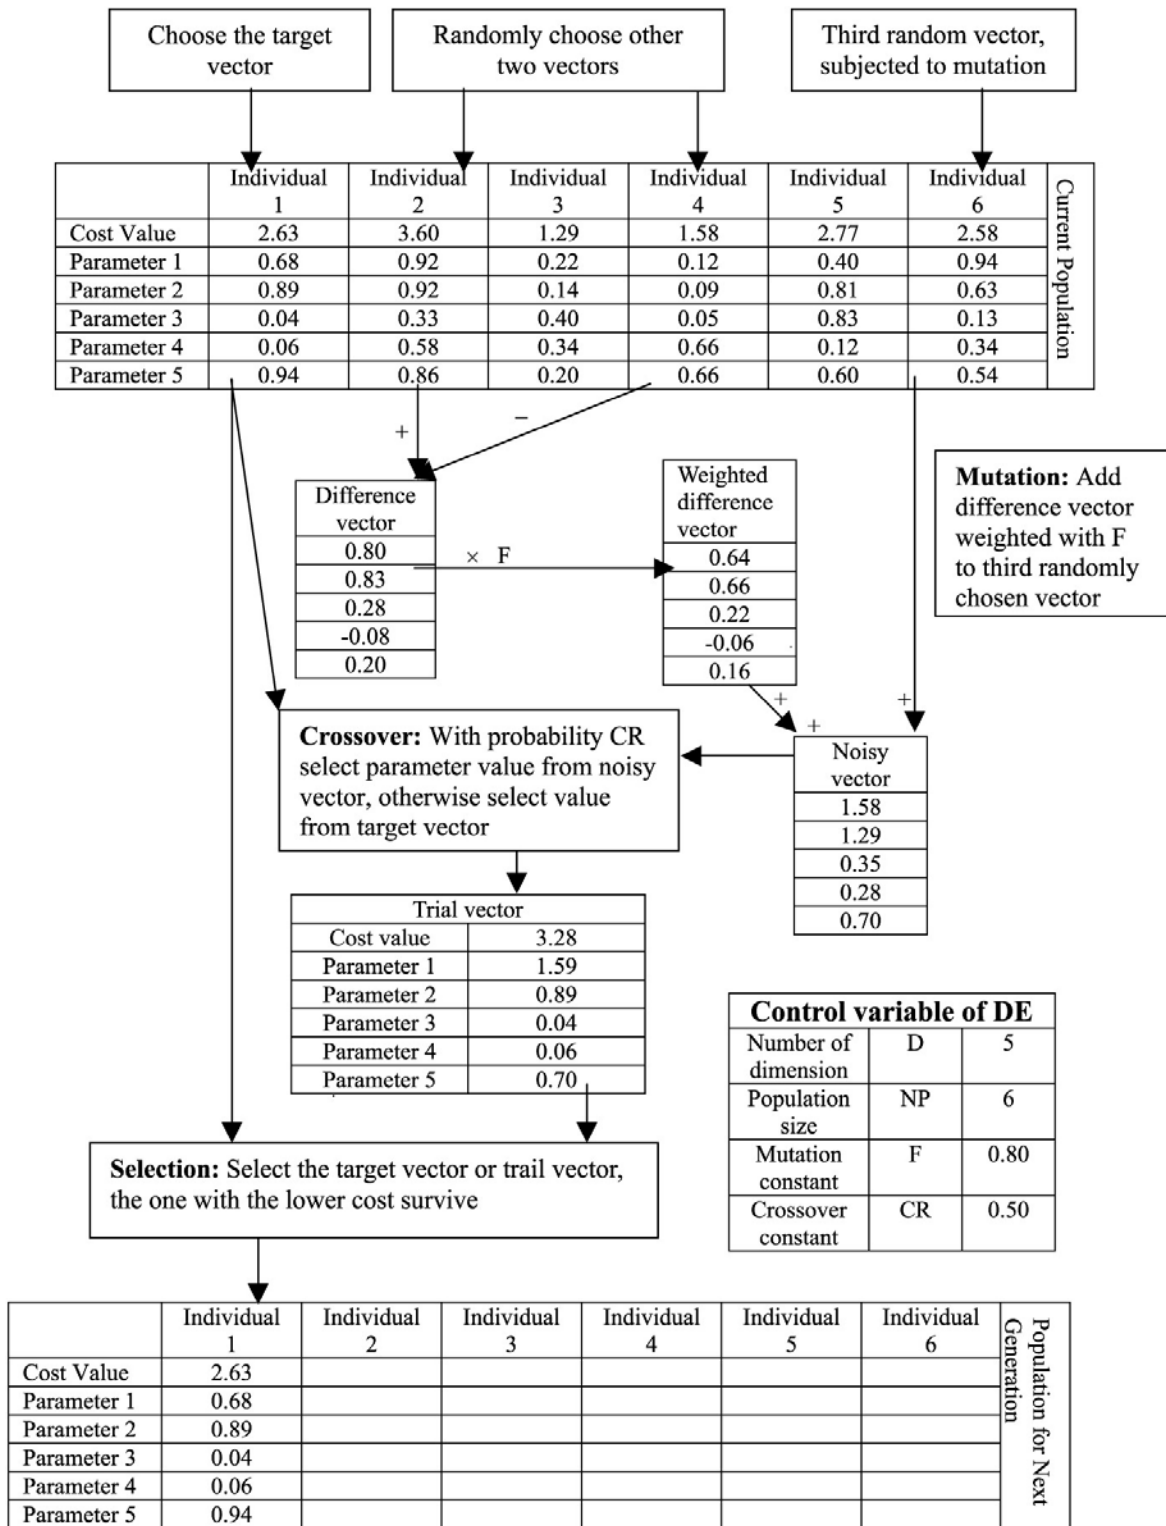 Choose the target
vector
Randomly choose other
two vectors
Third random vector,
subjected to mutation
Individual 1 Individual 2 Individual 3 Individual 4 Individual 5 Individual 6
Cost Value 2.63 3.60 1.29 1.58 2.77 2.58
Parameter 1 0.68 0.92 0.22 0.12 0.40 0.94
Parameter 2 0.89 0.92 0.14 0.09 0.81 0.63
Parameter 3 0.04 0.33 0.40 0.05 0.83 0.13
Parameter 4 0.06 0.58 0.34 0.66 0.12 0.34
Parameter 5 0.94 0.86 0.20 0.66 0.60 0.54
Current Population
+
−
Difference
vector
0.80
0.83
0.28
-0.08
0.20
× F
Weighted
difference
vector
0.64
0.66
0.22
-0.06
0.16
Mutation: Add
difference vector
weighted with F
to third randomly
chosen vector
+
+
+
Crossover: With probability CR
select parameter value from noisy
vector, otherwise select value
from target vector
Noisy
vector
1.58
1.29
0.35
0.28
0.70
Trial vector
Cost value 3.28
Parameter 1 1.59
Parameter 2 0.89
Parameter 3 0.04
Parameter 4 0.06
Parameter 5 0.70
Control variable of DE
Number of dimension D 5
Population size NP 6
Mutation constant F 0.80
Crossover constant CR 0.50
Selection: Select the target vector or trail vector,
the one with the lower cost survive
Individual 1 Individual 2 Individual 3 Individual 4 Individual 5 Individual 6
Cost Value 2.63
Parameter 1 0.68
Parameter 2 0.89
Parameter 3 0.04
Parameter 4 0.06
Parameter 5 0.94
Population for Next
Generation